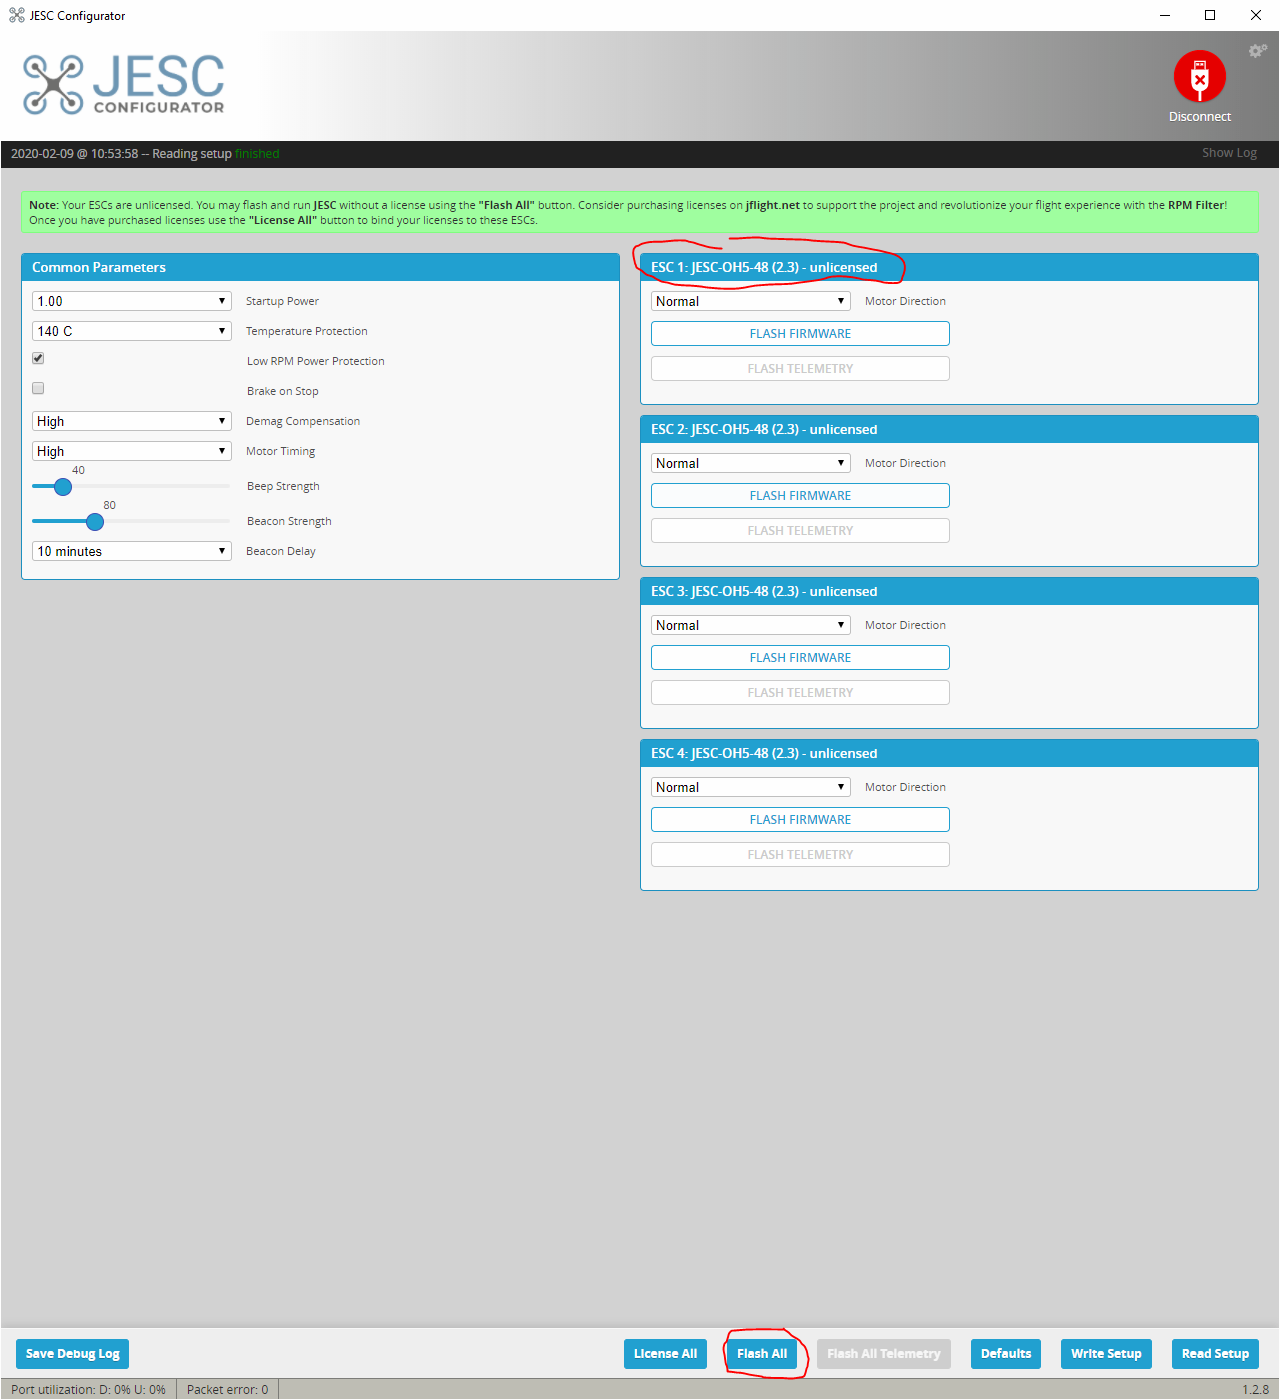 JESC Configurator
JESC
CONFIGURATOR
Disconnect
2020-02-09 @ 10:53:58 -- Reading setup finished
Show Log
Note: Your ESCs are unlicensed. You may flash and run JESC without a license using the "Flash All" button. Consider purchasing licenses on jflight.net to support the project and revolutionize your flight experience with the RPM Filter!
Once you have purchased licenses use the "License All" button to bind your licenses to these ESCs.
Common Parameters
1.00 Startup Power
140 C Temperature Protection
Low RPM Power Protection
Brake on Stop
High Demag Compensation
High Motor Timing
40
Beep Strength
80
Beacon Strength
10 minutes Beacon Delay
ESC 1: JESC-OH5-48 (2.3) - unlicensed
Normal Motor Direction
FLASH FIRMWARE
FLASH TELEMETRY
ESC 2: JESC-OH5-48 (2.3) - unlicensed
Normal Motor Direction
FLASH FIRMWARE
FLASH TELEMETRY
ESC 3: JESC-OH5-48 (2.3) - unlicensed
Normal Motor Direction
FLASH FIRMWARE
FLASH TELEMETRY
ESC 4: JESC-OH5-48 (2.3) - unlicensed
Normal Motor Direction
FLASH FIRMWARE
FLASH TELEMETRY
Save Debug Log License All Flash All Flash All Telemetry Defaults Write Setup Read Setup
Port utilization: D: 0% U: 0% Packet error: 0 1.2.8